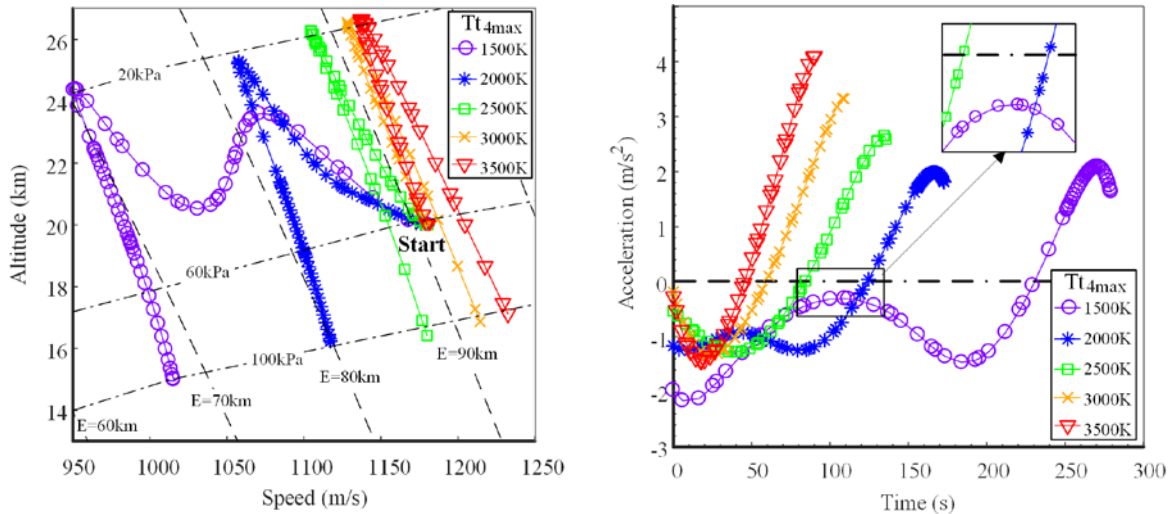 Altitude (km)
26
24
22
20
18
16
14
13
20kPa
60kPa
100kPa
E=60km
E=70km
E=80km
E=90km
Start
Tt4max
1500K
2000K
2500K
3000K
3500K
950 1000 1050 1100 1150 1200 1250
Speed (m/s)
Acceleration (m/s²)
5
4
3
2
1
0
-1
-2
-3
Tt4max
1500K
2000K
2500K
3000K
3500K
0 50 100 150 200 250 300
Time (s)